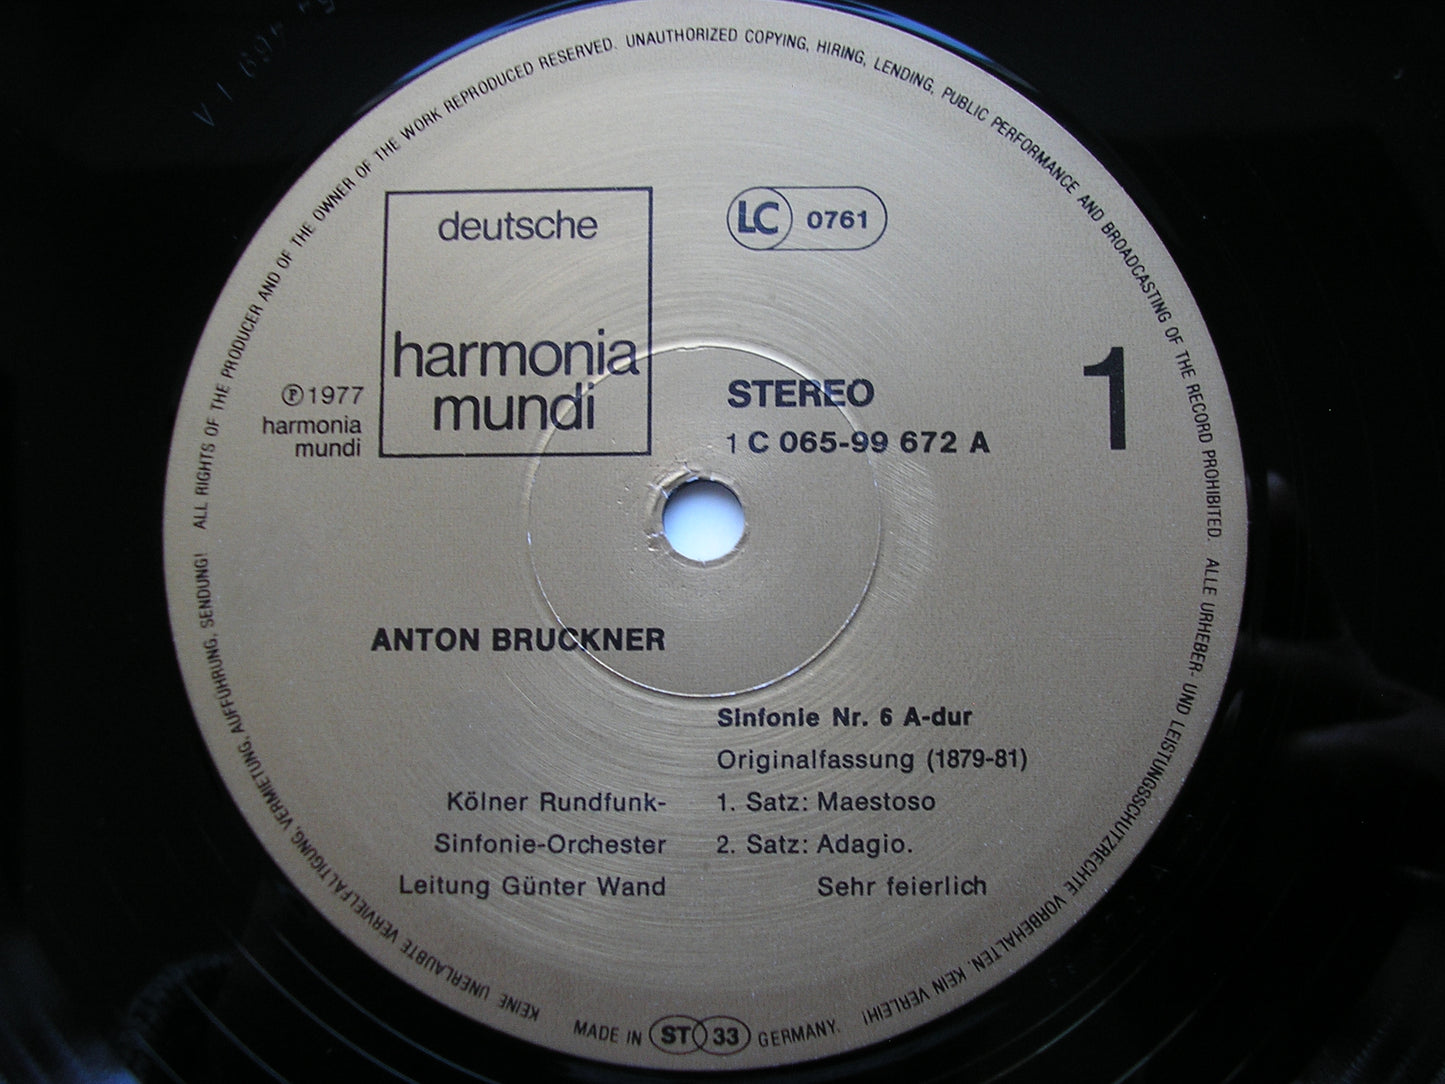 deutsche
harmonia
mundi
LC 0761
℗ 1977
harmonia
mundi
STEREO
1 C 065-99 672 A
1
ANTON BRUCKNER
Sinfonie Nr. 6 A-dur
Originalfassung (1879-81)
Kölner Rundfunk-
Sinfonie-Orchester
Leitung Günter Wand
1. Satz: Maestoso
2. Satz: Adagio.
Sehr feierlich
ALL RIGHTS OF THE PRODUCER AND OF THE OWNER OF THE WORK REPRODUCED RESERVED. UNAUTHORIZED COPYING, HIRING, LENDING, PUBLIC PERFORMANCE AND BROADCASTING OF THE RECORD PROHIBITED.
ALLE URHEBER- UND LEISTUNGSSCHUTZRECHTE VORBEHALTEN. KEIN VERLEIH!
KEINE UNERLAUBTE VERVIELFÄLTIGUNG, VERMIETUNG, AUFFÜHRUNG, SENDUNG!
MADE IN ST 33 GERMANY.